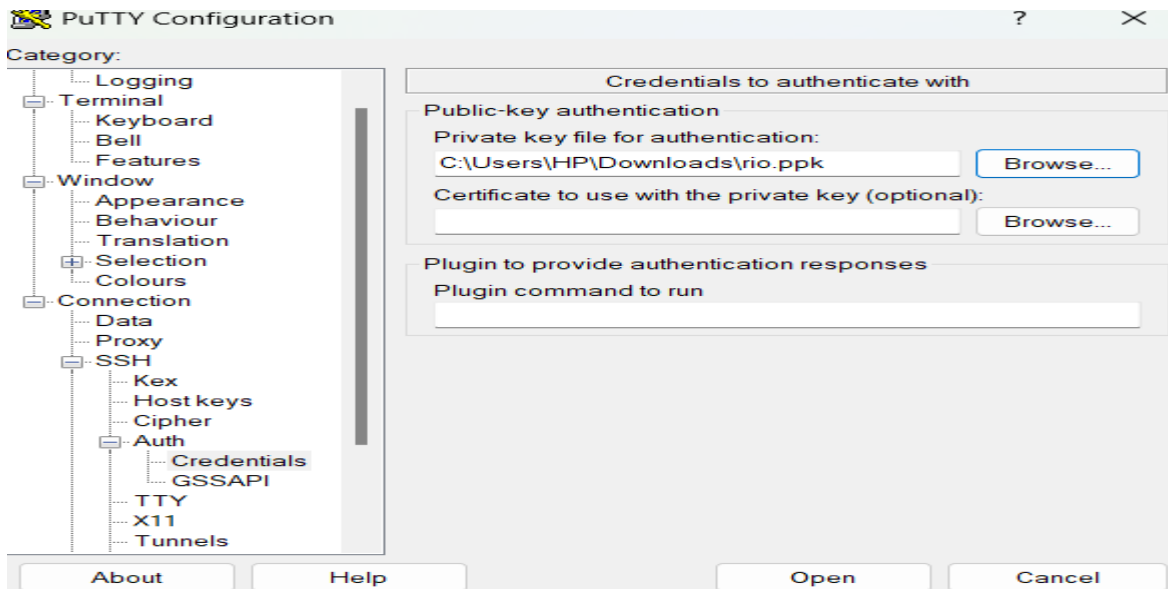 PuTTY Configuration
?
Category:
Logging
Terminal
Keyboard
Bell
Features
Window
Appearance
Behaviour
Translation
Selection
Colours
Connection
Data
Proxy
SSH
Kex
Host keys
Cipher
Auth
Credentials
GSSAPI
TTY
X11
Tunnels
Credentials to authenticate with
Public-key authentication
Private key file for authentication:
C:\Users\HP\Downloads\rio.ppk Browse...
Certificate to use with the private key (optional):
Browse...
Plugin to provide authentication responses
Plugin command to run
About Help Open Cancel